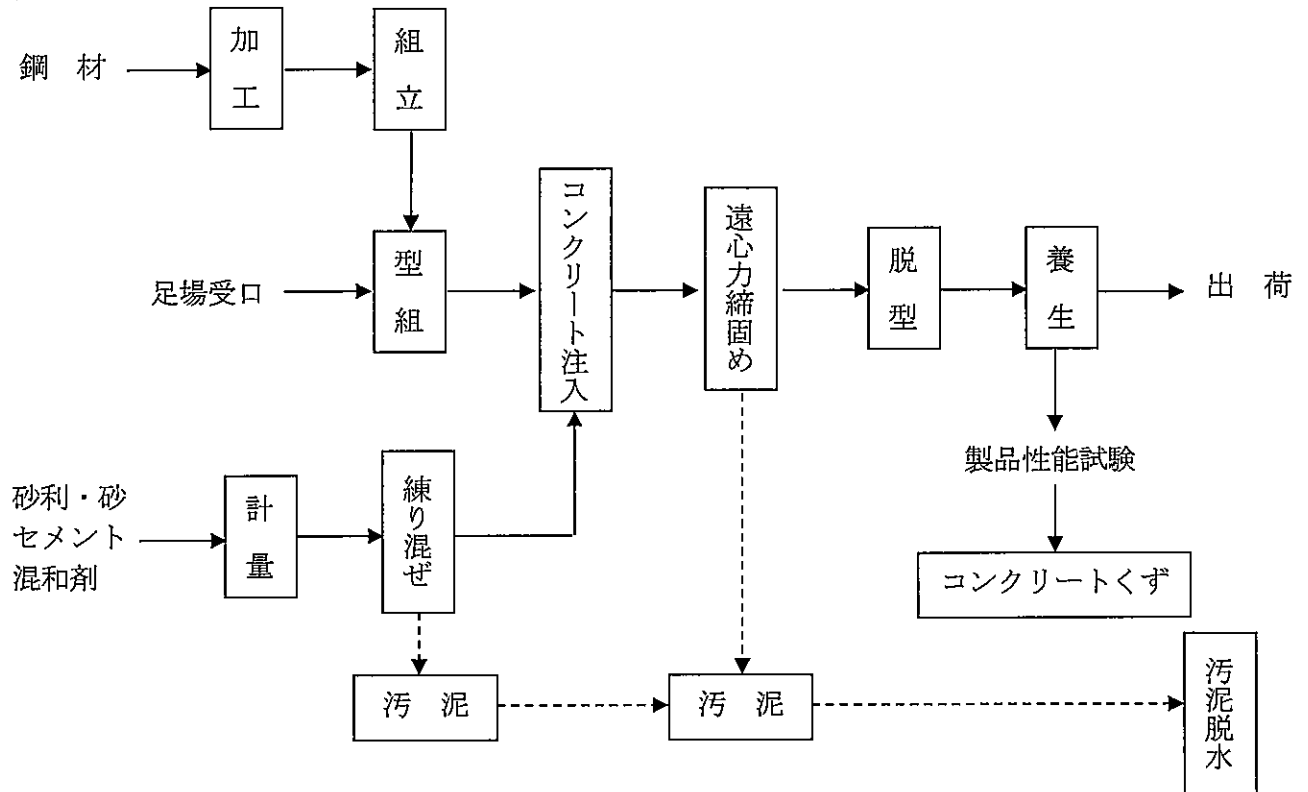 鋼 材
加工
組立
足場受口
型組
コンクリート注入
遠心力締固め
脱型
養生
出 荷
製品性能試験
コンクリートくず
砂利・砂
セメント
混和剤
計量
練り混ぜ
汚 泥
汚 泥
汚泥脱水